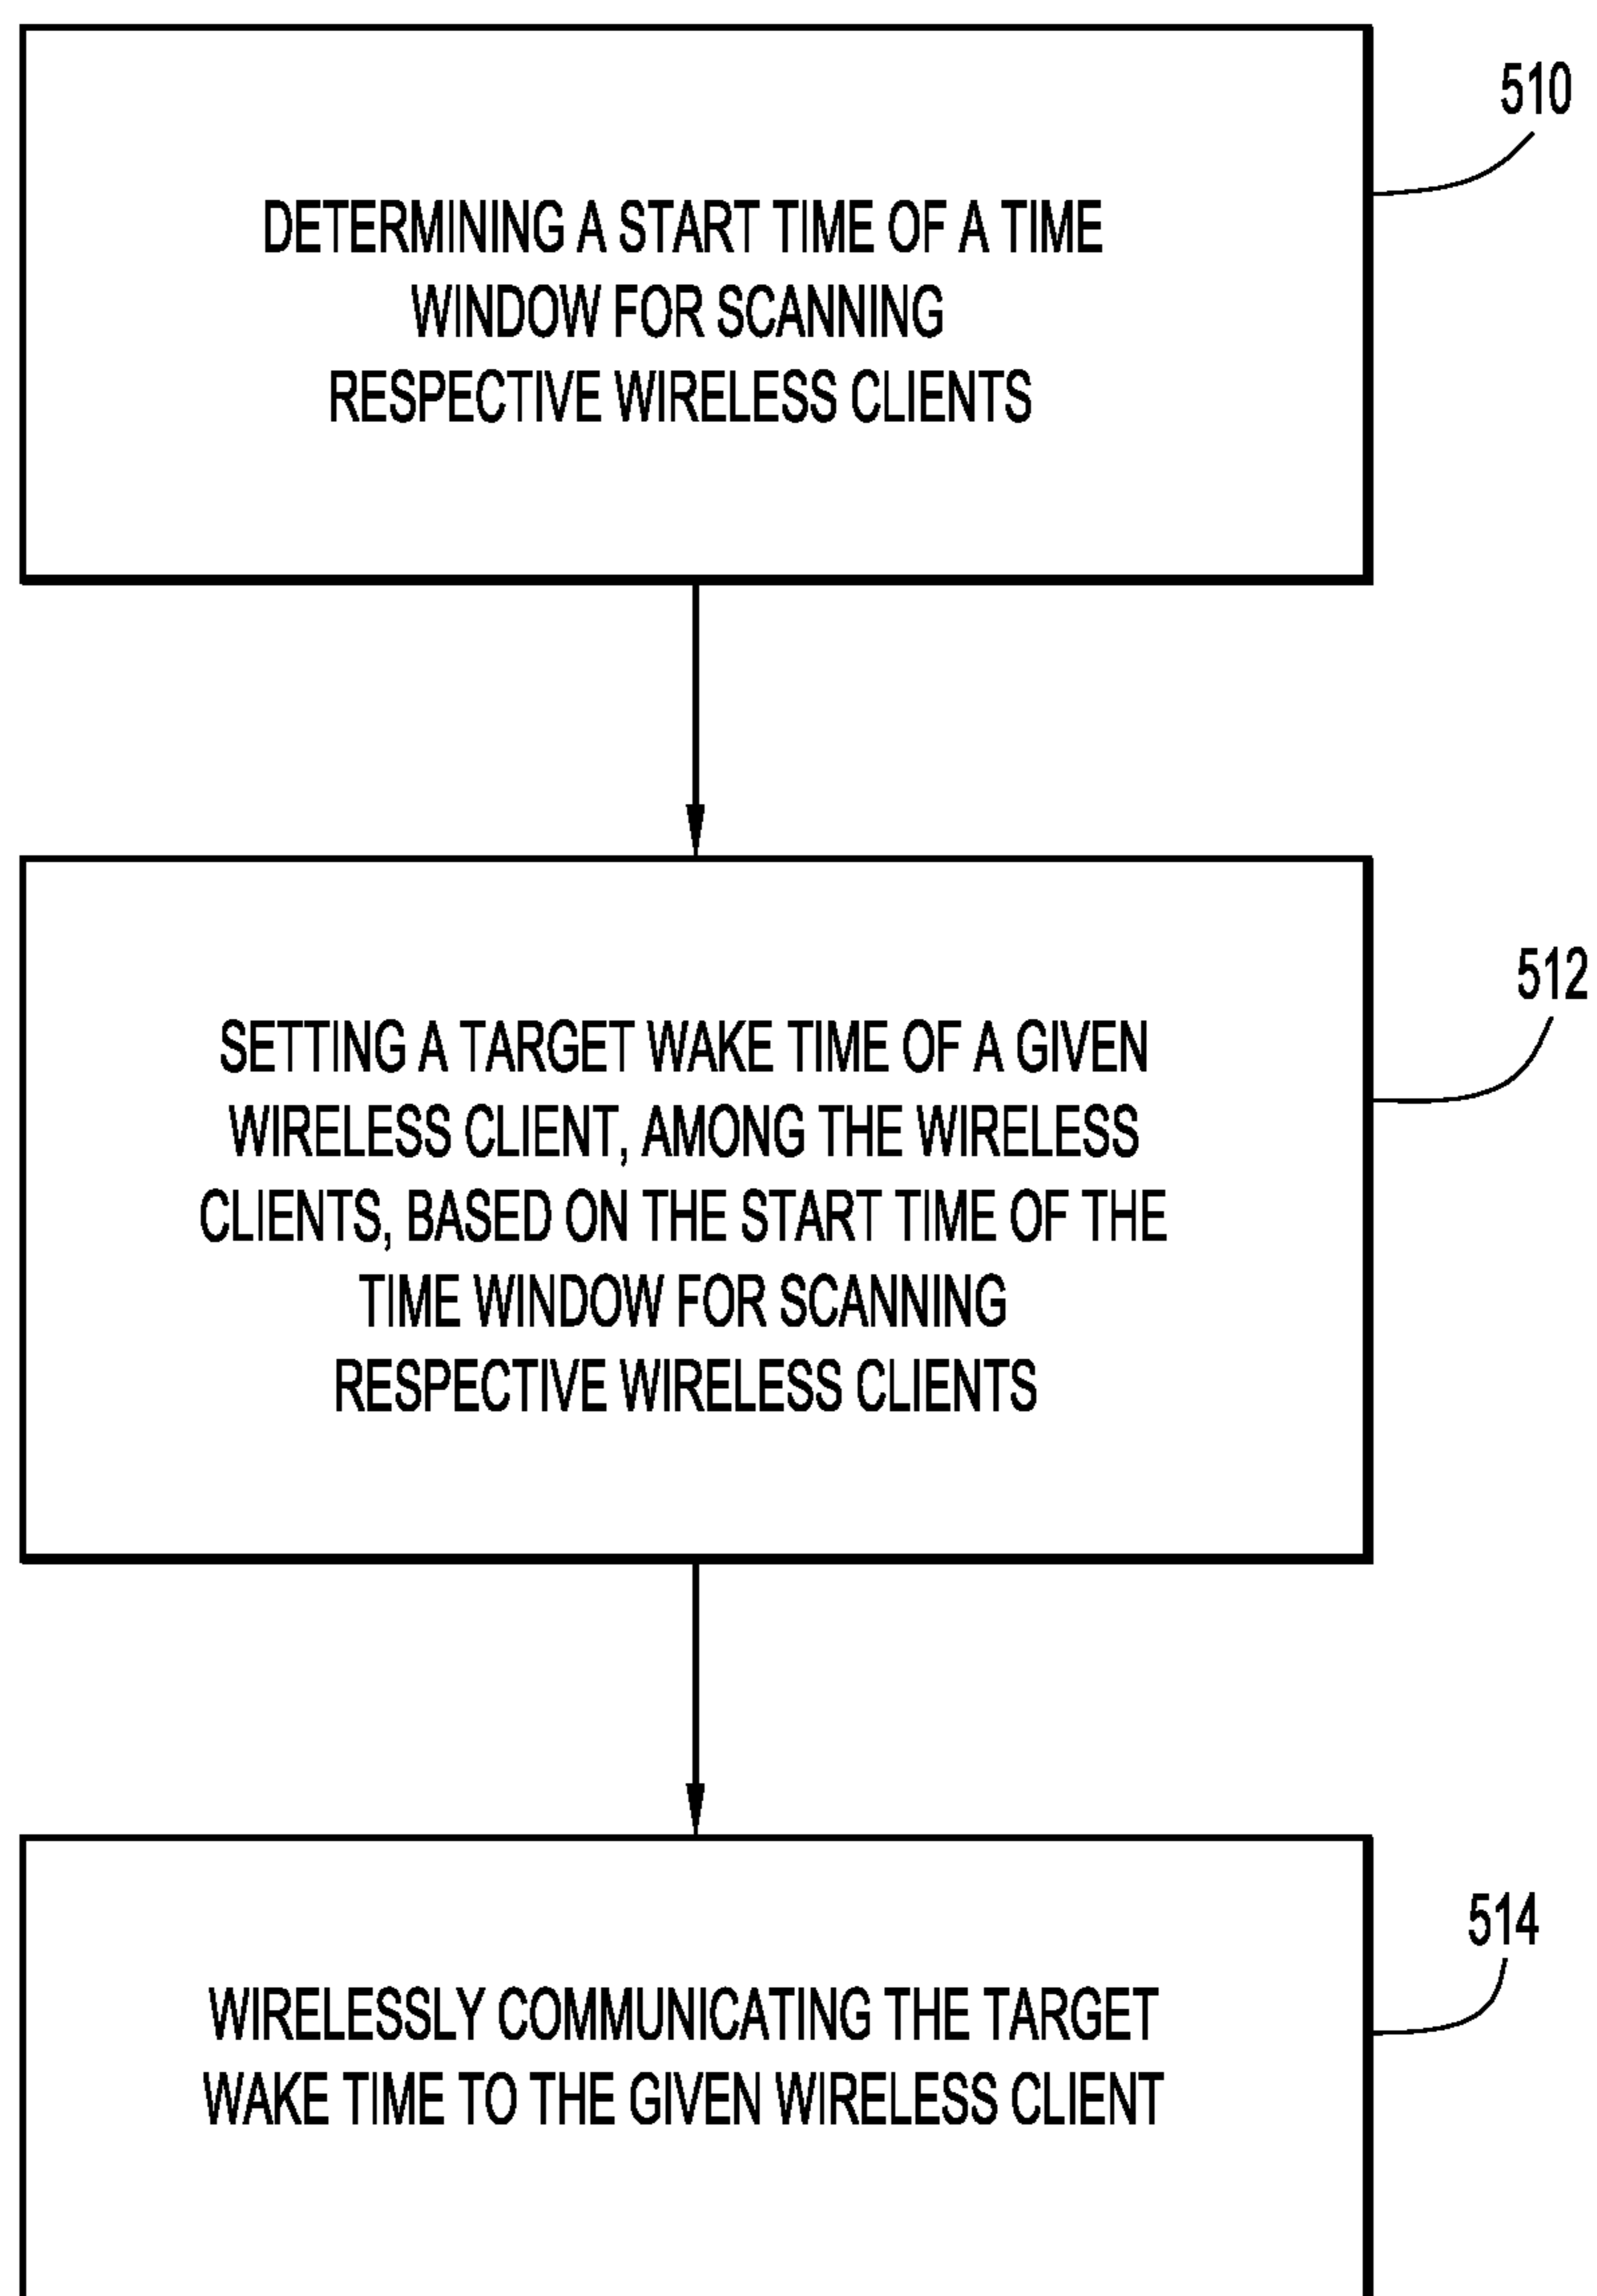 510
DETERMINING A START TIME OF A TIME
WINDOW FOR SCANNING
RESPECTIVE WIRELESS CLIENTS
512
SETTING A TARGET WAKE TIME OF A GIVEN
WIRELESS CLIENT, AMONG THE WIRELESS
CLIENTS, BASED ON THE START TIME OF THE
TIME WINDOW FOR SCANNING
RESPECTIVE WIRELESS CLIENTS
514
WIRELESSLY COMMUNICATING THE TARGET
WAKE TIME TO THE GIVEN WIRELESS CLIENT